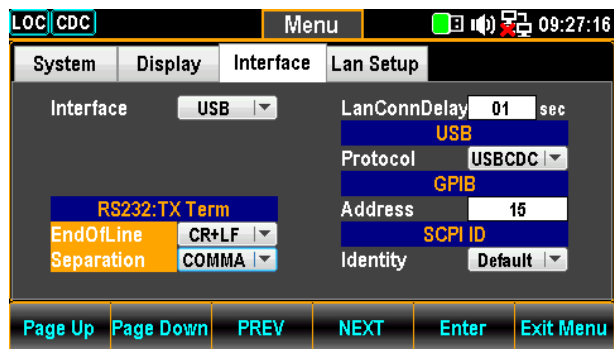 LOC CDC Menu 09:27:16
System Display Interface Lan Setup
Interface USB
LanConnDelay 01 sec
USB
Protocol USBCDC
GPIB
RS232:TX Term
Address 15
EndOfLine CR+LF
SCPI ID
Separation COMMA
Identity Default
Page Up Page Down PREV NEXT Enter Exit Menu